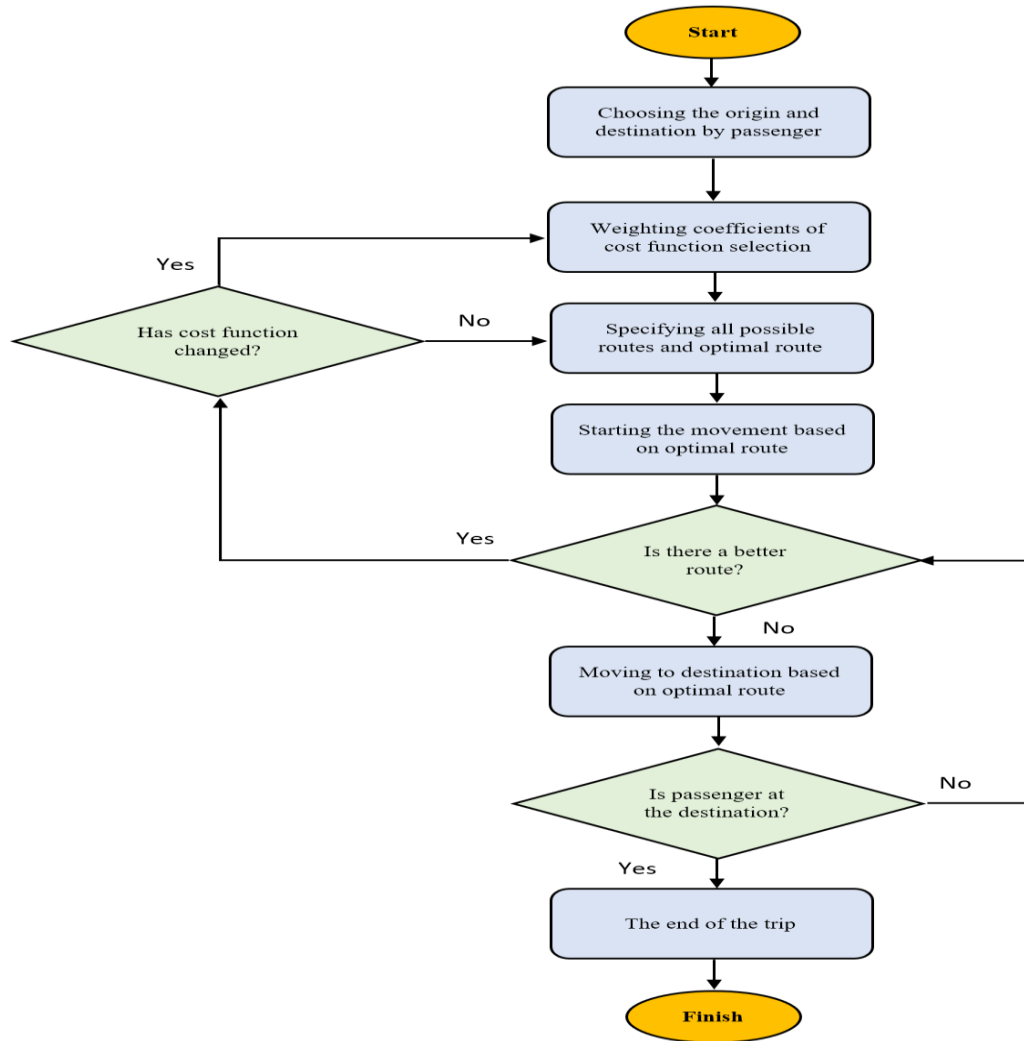 Start
Choosing the origin and
destination by passenger
Weighting coefficients of
cost function selection
Yes
Has cost function
changed?
No
Specifying all possible
routes and optimal route
Starting the movement based
on optimal route
Yes
Is there a better
route?
No
Moving to destination based
on optimal route
Is passenger at
the destination?
No
Yes
The end of the trip
Finish